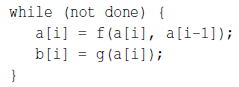 while (not done) {
   a[i] = f(a[i], a[i-1]);
   b[i] = g(a[i]);
}